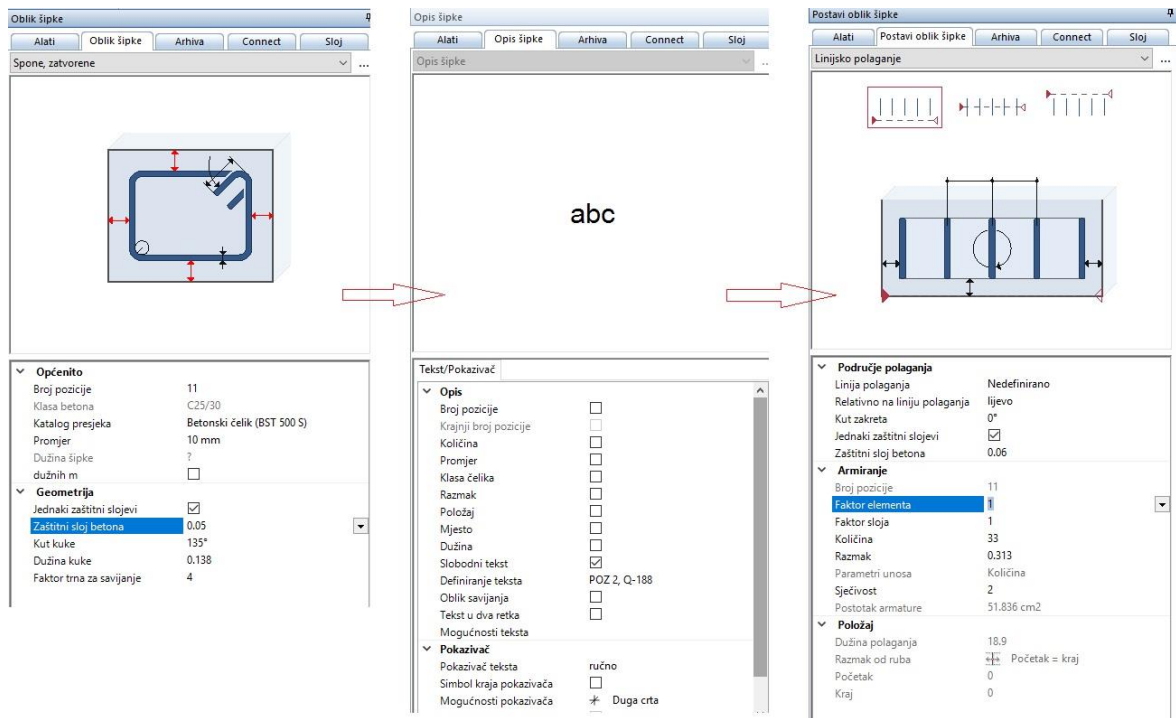 Oblik šipke
Alati Oblik šipke Arhiva Connect Sloj
Spone, zatvorene ...
Općenito
Broj pozicije 11
Klasa betona C25/30
Katalog presjeka Betonski čelik (BST 500 S)
Promjer 10 mm
Dužina šipke ?
dužnih m
Geometrija
Jednaki zaštitni slojevi
Zaštitni sloj betona 0.05
Kut kuke 135°
Dužina kuke 0.138
Faktor trna za savijanje 4
Opis šipke
Alati Opis šipke Arhiva Connect Sloj
Opis šipke ..
abc
Tekst/Pokazivač
Opis
Broj pozicije
Krajnji broj pozicije
Količina
Promjer
Klasa čelika
Razmak
Položaj
Mjesto
Dužina
Slobodni tekst
Definiranje teksta POZ 2, Q-188
Oblik savijanja
Tekst u dva retka
Mogućnosti teksta
Pokazivač
Pokazivač teksta ručno
Simbol kraja pokazivača
Mogućnosti pokazivača Duga crta
Postavi oblik šipke
Alati Postavi oblik šipke Arhiva Connect Sloj
Linijsko polaganje ...
Područje polaganja
Linija polaganja Nedefinirano
Relativno na liniju polaganja lijevo
Kut zakreta 0°
Jednaki zaštitni slojevi
Zaštitni sloj betona 0.06
Armiranje
Broj pozicije 11
Faktor elementa 1
Faktor sloja 1
Količina 33
Razmak 0.313
Parametri unosa Količina
Sječivost 2
Postotak armature 51.836 cm2
Položaj
Dužina polaganja 18.9
Razmak od ruba Početak = kraj
Početak 0
Kraj 0